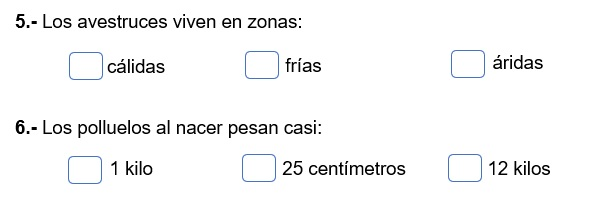 5.- Los avestruces viven en zonas:
cálidas frías áridas
6.- Los polluelos al nacer pesan casi:
1 kilo 25 centímetros 12 kilos